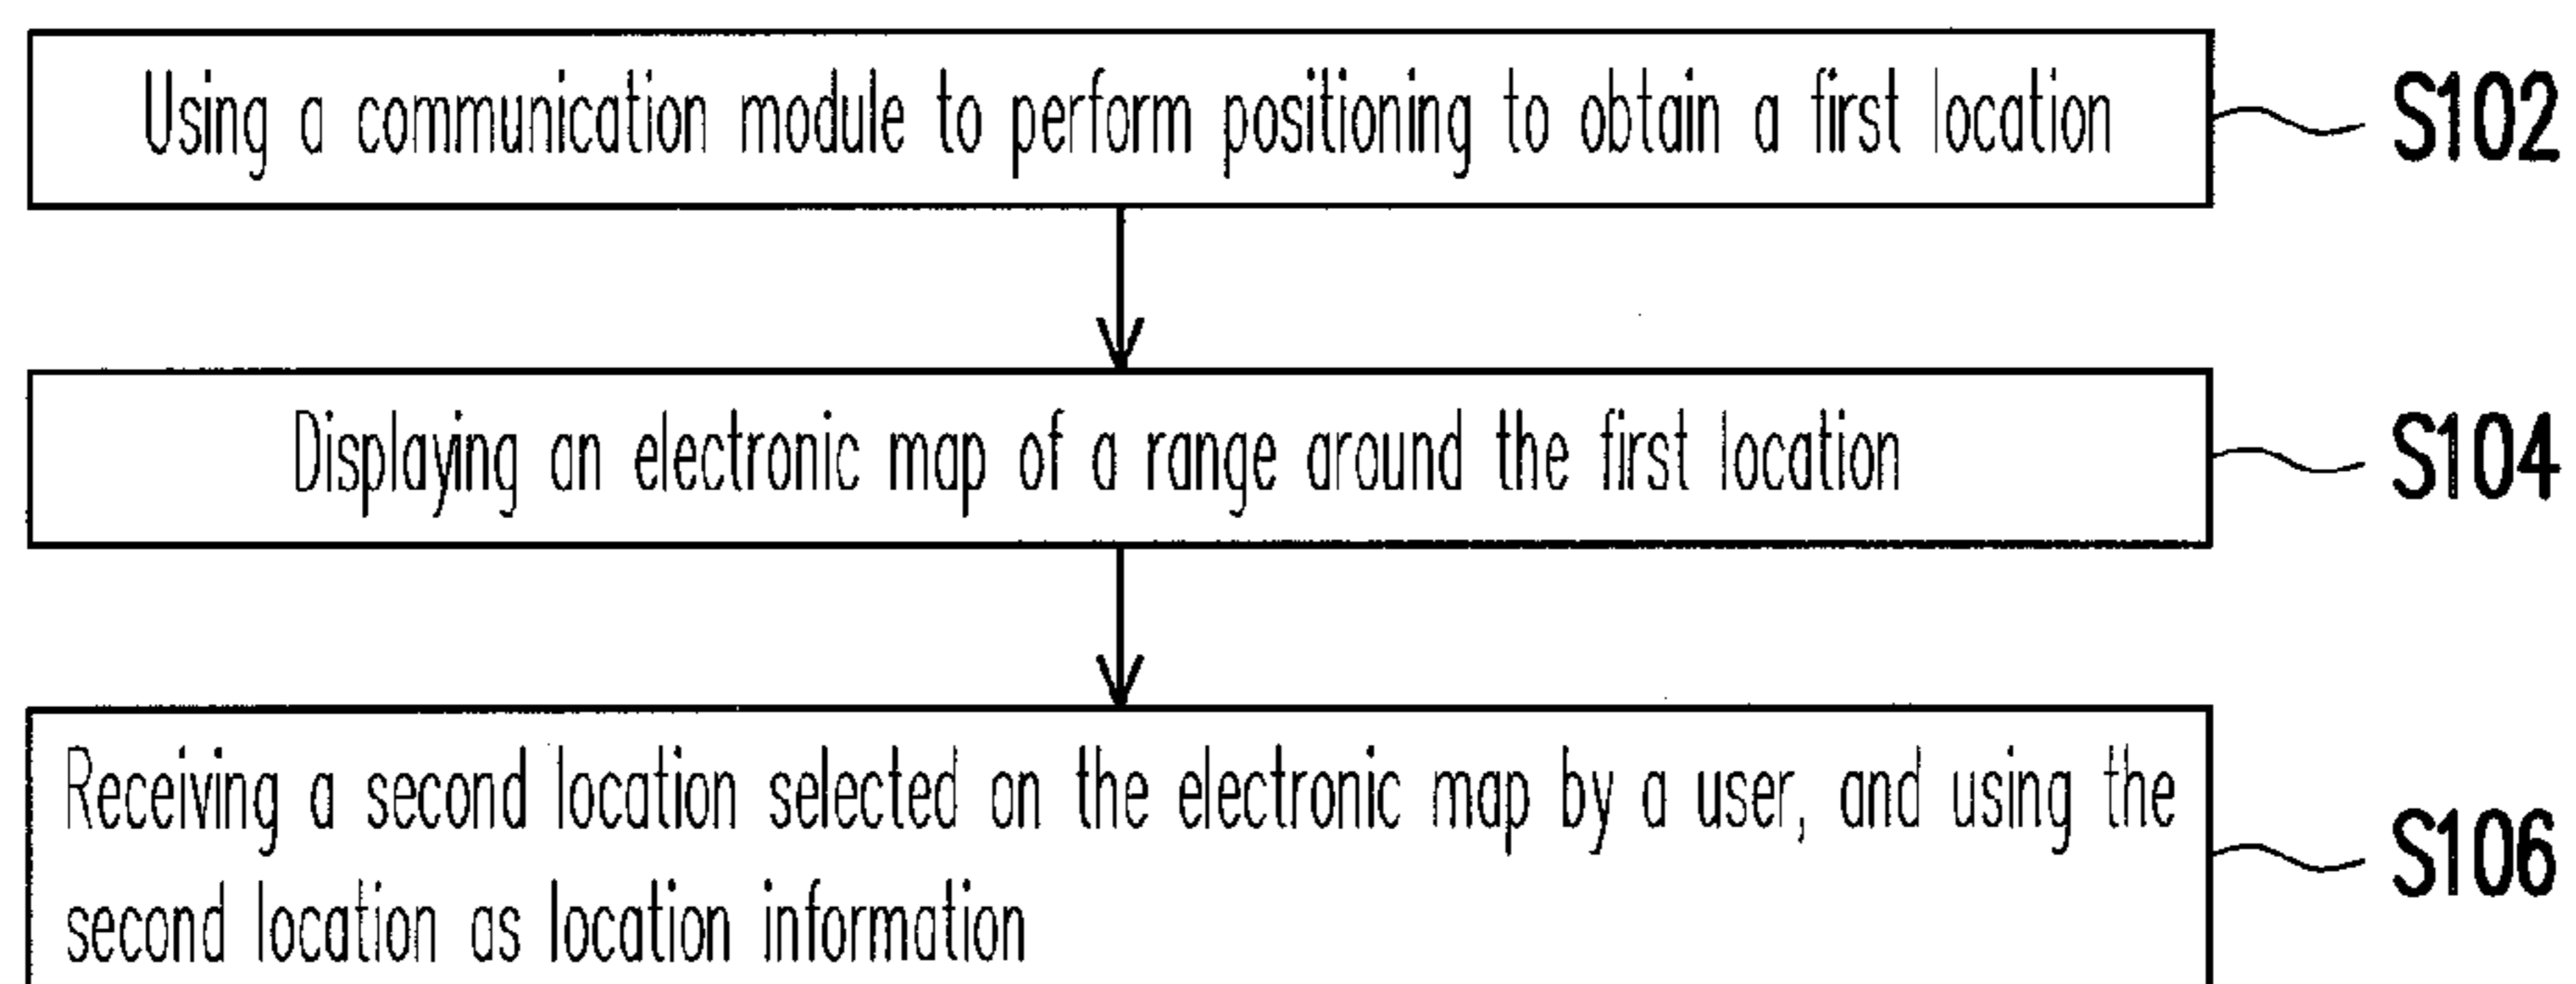 Using a communication module to perform positioning to obtain a first location
S102
Displaying an electronic map of a range around the first location
S104
Receiving a second location selected on the electronic map by a user, and using the
second location as location information
S106